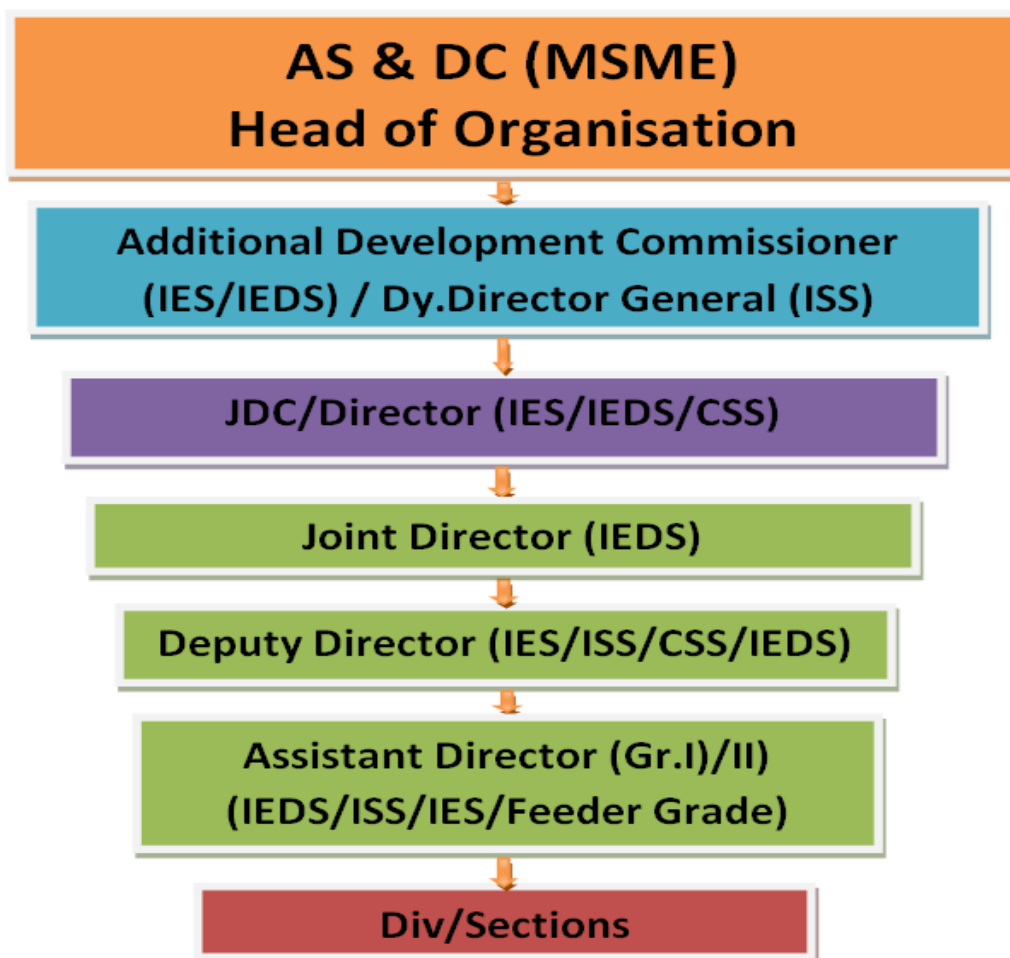 AS & DC (MSME)
Head of Organisation
Additional Development Commissioner
(IES/IEDS) / Dy.Director General (ISS)
JDC/Director (IES/IEDS/CSS)
Joint Director (IEDS)
Deputy Director (IES/ISS/CSS/IEDS)
Assistant Director (Gr.I)/II)
(IEDS/ISS/IES/Feeder Grade)
Div/Sections